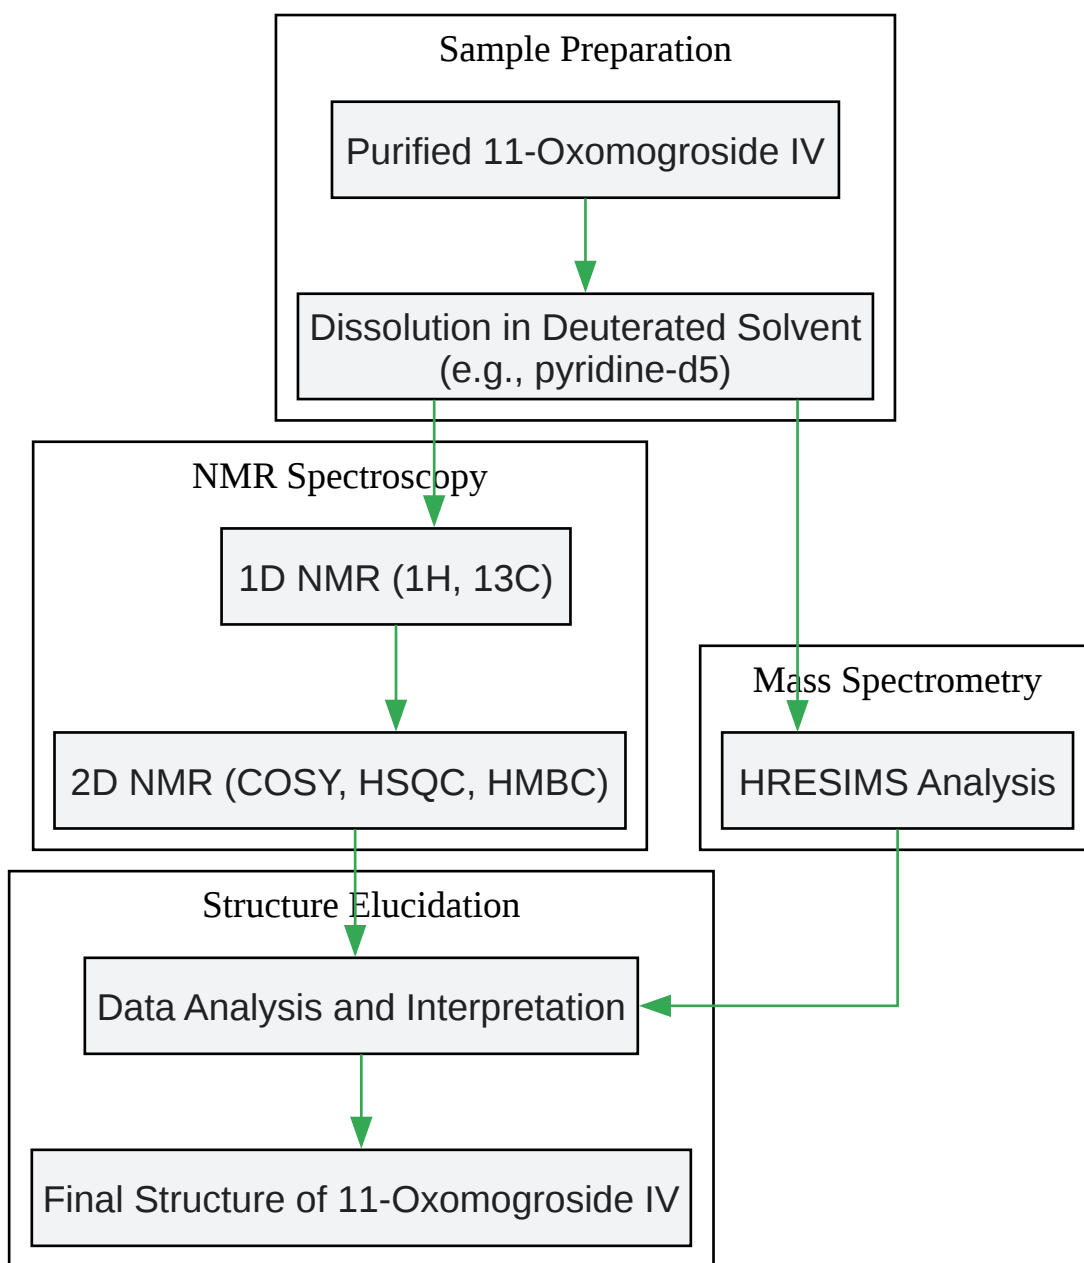 Sample Preparation
Purified 11-Oxomogroside IV
Dissolution in Deuterated Solvent
(e.g., pyridine-d5)
NMR Spectroscopy
1D NMR (1H, 13C)
2D NMR (COSY, HSQC, HMBC)
Mass Spectrometry
HRESIMS Analysis
Structure Elucidation
Data Analysis and Interpretation
Final Structure of 11-Oxomogroside IV